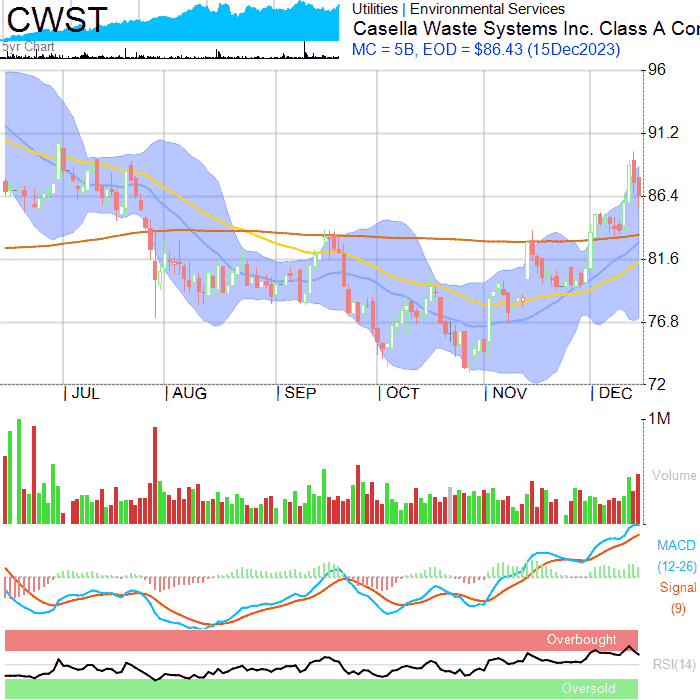 CWST
5yr Chart
Utilities | Environmental Services
Casella Waste Systems Inc. Class A Cor
MC = 5B, EOD = $86.43 (15Dec2023)
96
91.2
86.4
81.6
76.8
72
JUL AUG SEP OCT NOV DEC
1M
Volume
MACD
(12-26)
Signal
(9)
Overbought
RSI(14)
Oversold